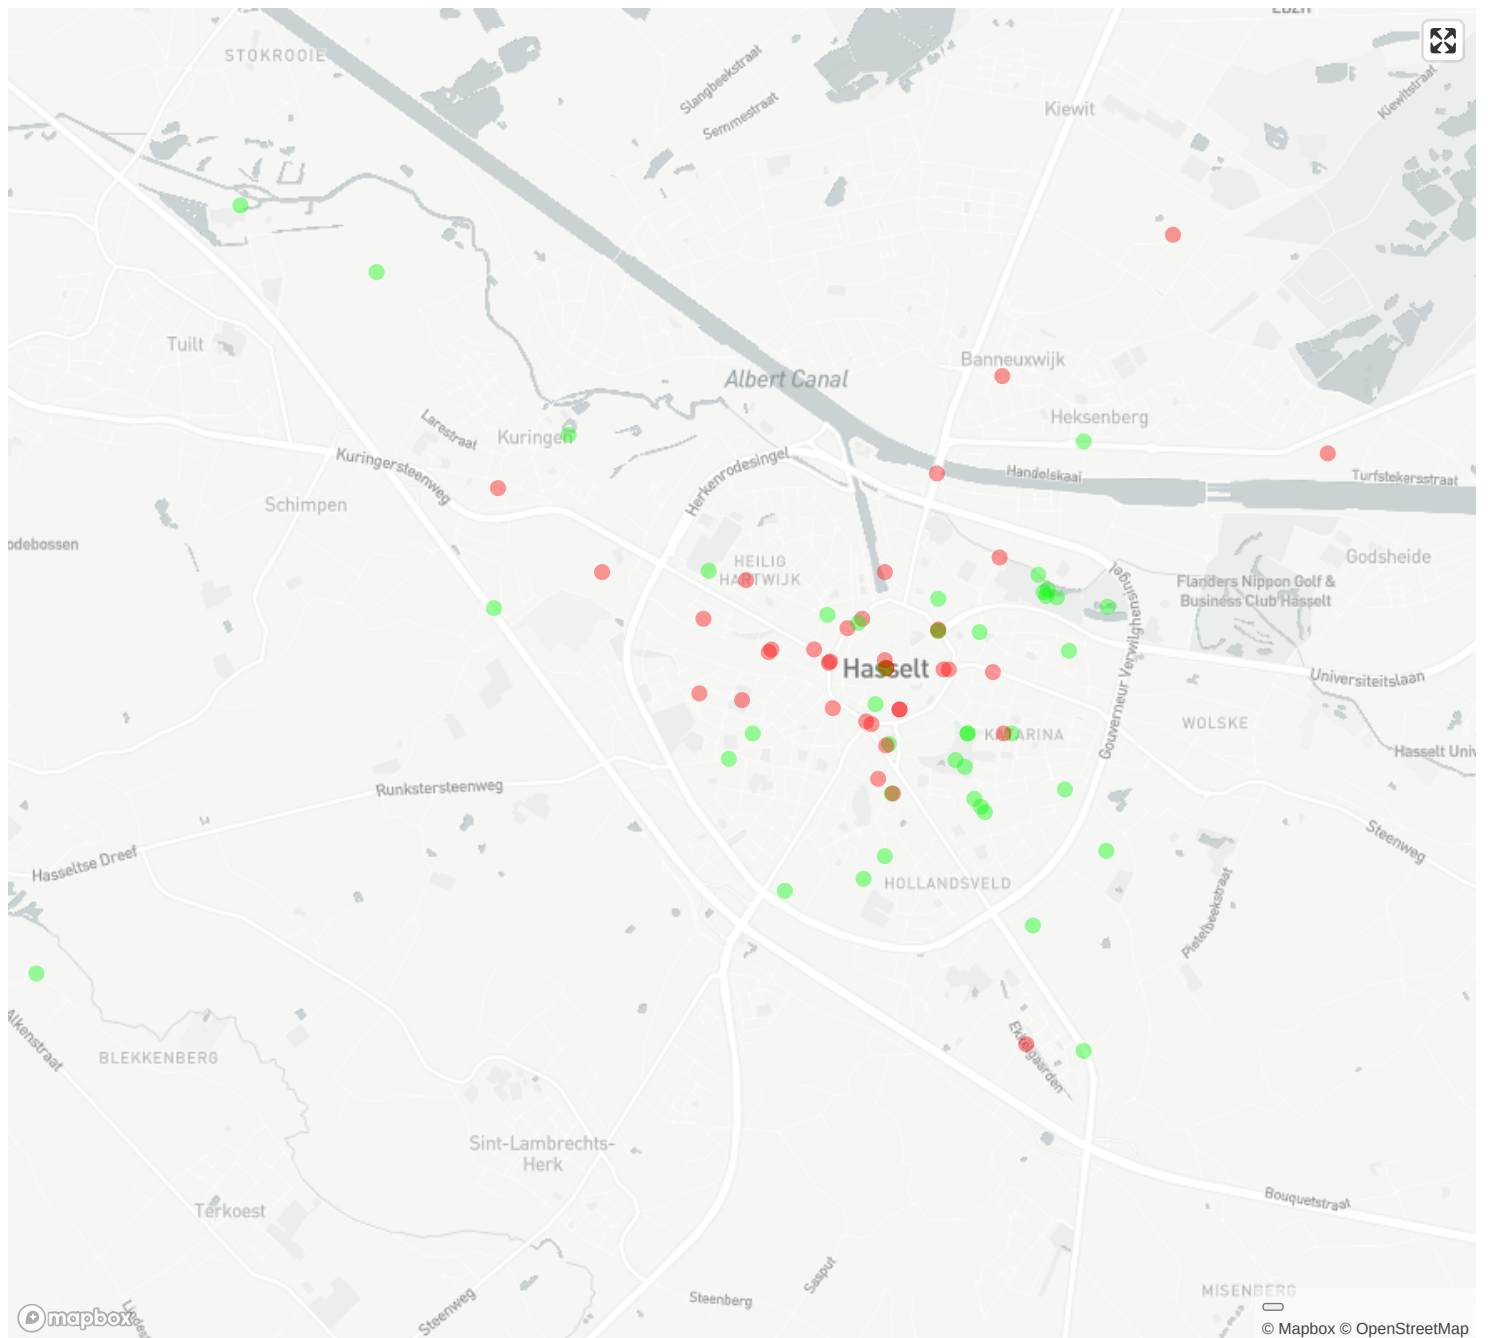 STOKROOIE
Slangbeekstraat
Semmestraat
Kiewit
Kiewitstraat
Tuilt
Albert Canal
Banneuxwijk
Heksenberg
Larestraat
Kuringen
Kuringersteenweg
Herkenrodesingel
Handelskaai
Turfstekersstraat
Schimpen
odebossen
HEILIG
HARTWIJK
Godsheide
Flanders Nippon Golf &
Business Club Hasselt
Gouverneur Verwilghensingel
Hasselt
Universiteitslaan
WOLSKE
KATARINA
Hasselt Univ
Runkstersteenweg
Steenweg
Hasseltse Dreef
HOLLANDSVELD
Pietelbeekstraat
Alkenstraat
BLEKKENBERG
Ekkelgaarden
Sint-Lambrechts-
Herk
Terkoest
Bouquetstraat
Sasput
MISENBERG
Steenberg
Steenweg
mapbox
© Mapbox © OpenStreetMap